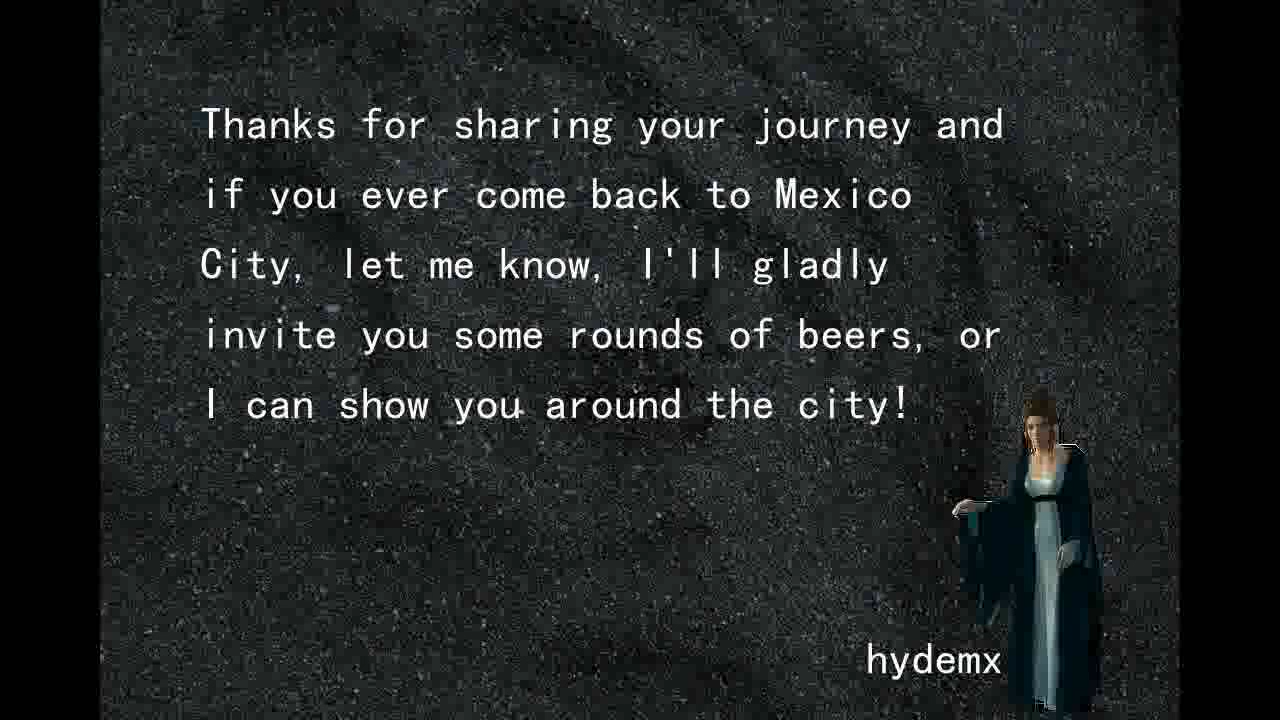 Thanks for sharing your journey and
if you ever come back to Mexico
City, let me know, I'll gladly
invite you some rounds of beers, or
I can show you around the city!
hydemx